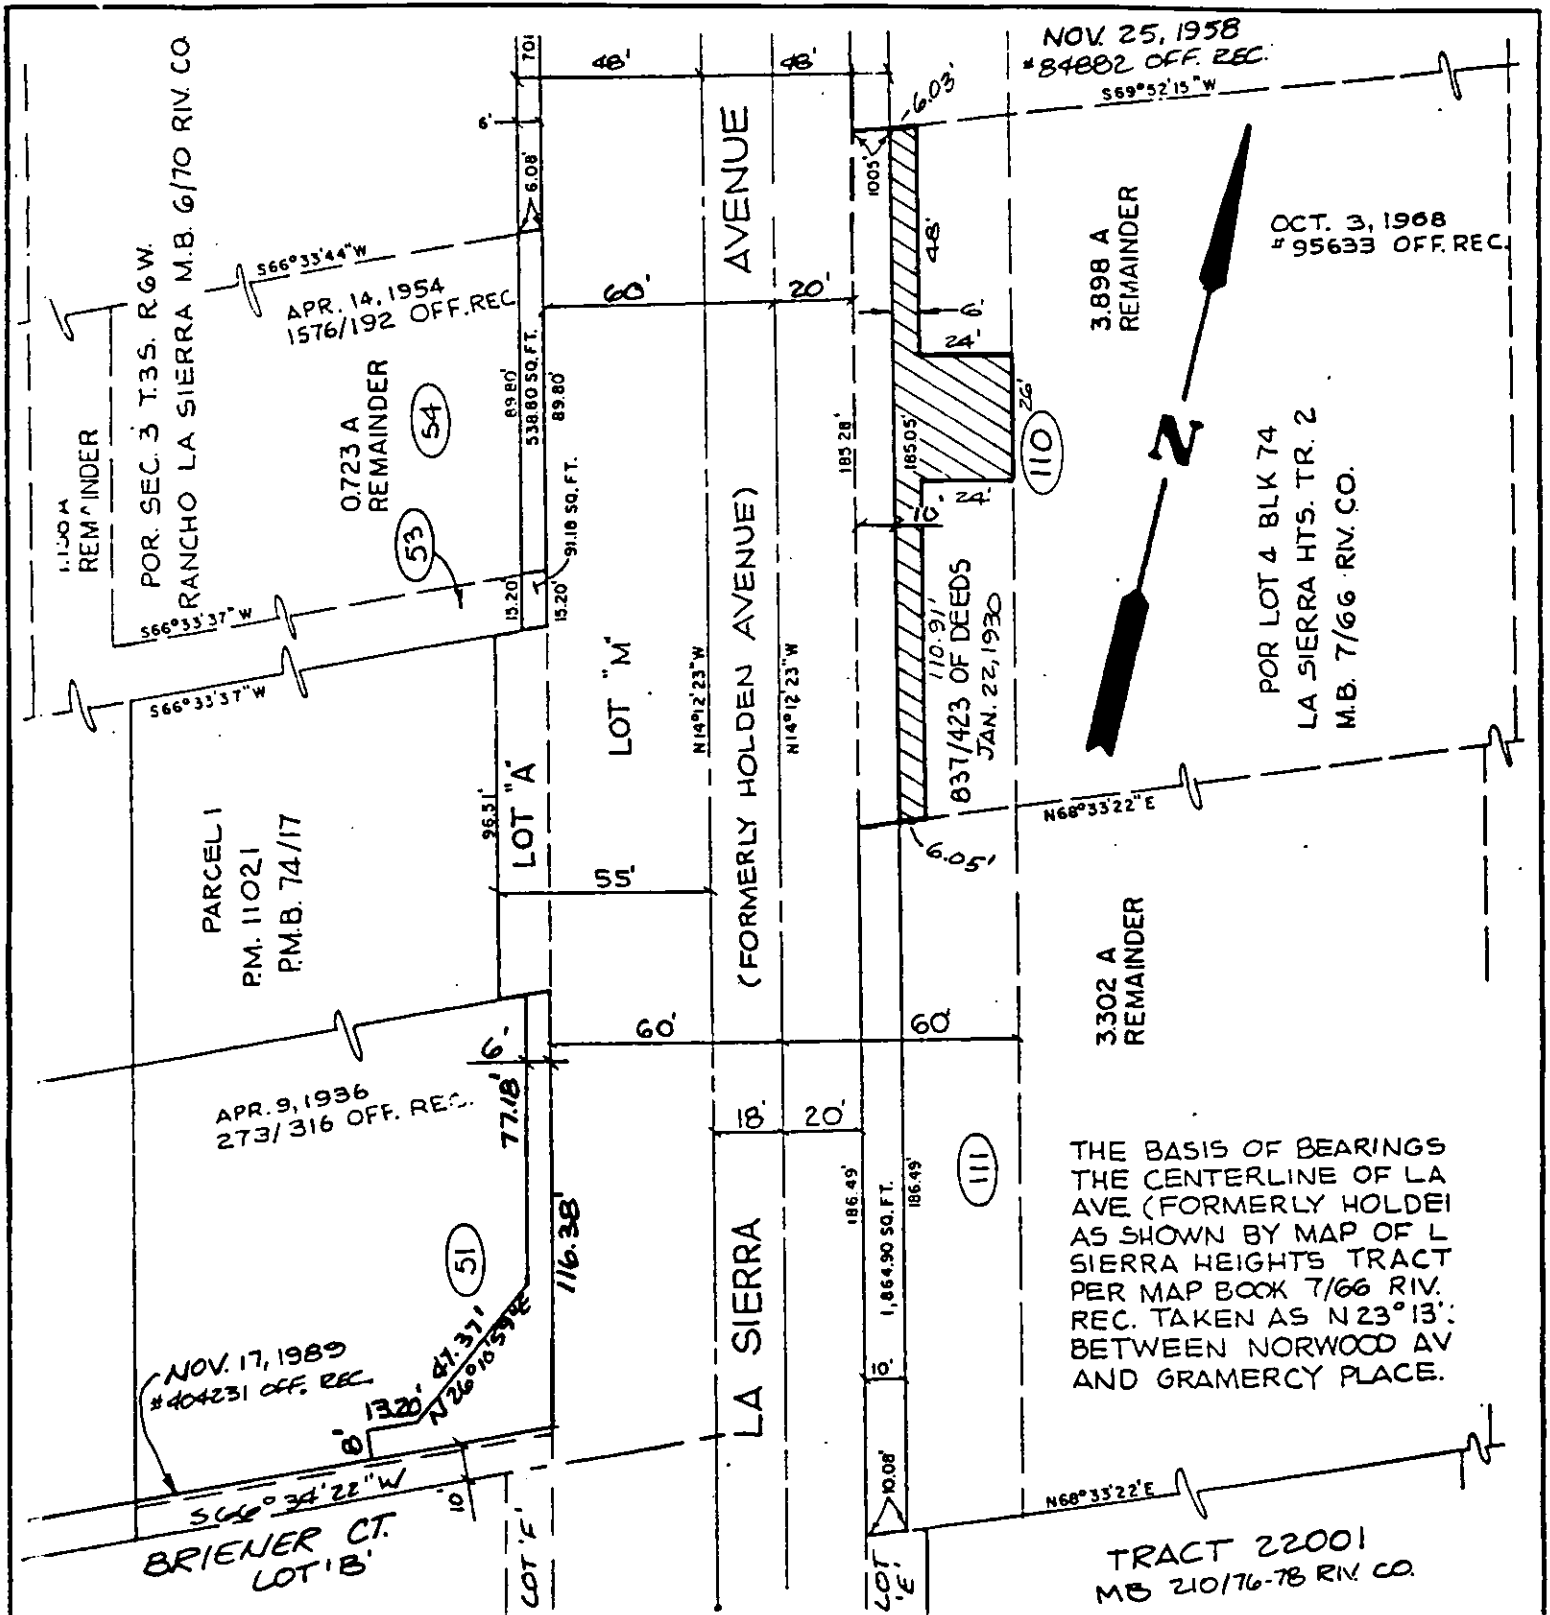 NOV. 25, 1958
#84882 OFF. REC.
S69°52'15"W
48'
48'
6.03'
6'
6.08'
10.05'
AVENUE
POR. SEC. 3 T.3S. R6W.
RANCHO LA SIERRA M.B. 6/70 RIV. CO
S66°33'44"W
APR. 14, 1954
1576/192 OFF. REC
60'
20'
48'
6'
24'
26'
24'
3.898 A
REMAINDER
OCT. 3, 1968
#95633 OFF. REC.
N
REMAINDER
0.723 A
REMAINDER
54
53
89.80'
538.80 SQ. FT.
89.80'
91.18 SQ. FT.
15.20'
15.20'
185.28'
185.05'
110
10'
110.91'
837/423 OF DEEDS
JAN. 22, 1930
POR LOT 4 BLK 74
LA SIERRA HTS. TR. 2
M.B. 7/66 RIV. CO.
S66°33'37"W
S66°33'37"W
LOT "M"
N14°12'23"W
(FORMERLY HOLDEN AVENUE)
N14°12'23"W
N68°33'22"E
6.05'
PARCEL 1
P.M. 11021
P.M.B. 74/17
96.51'
LOT "A"
55'
60'
60'
3.302 A
REMAINDER
APR. 9, 1936
273/316 OFF. REC.
6'
77.18'
116.38'
51
18'
20'
186.49'
1,864.90 SQ. FT.
186.49'
111
THE BASIS OF BEARINGS
THE CENTERLINE OF LA
AVE (FORMERLY HOLDEI
AS SHOWN BY MAP OF L
SIERRA HEIGHTS TRACT
PER MAP BOOK 7/66 RIV.
REC. TAKEN AS N23°13'
BETWEEN NORWOOD AV
AND GRAMERCY PLACE.
NOV. 17, 1989
#404231 OFF. REC.
47.37'
N26°10'59"E
13.20'
8'
LA SIERRA
10'
10.08'
S66°34'22"W
10'
BRIENER CT.
LOT 'B'
LOT 'F'
LOT 'E'
N68°33'22"E
TRACT 22001
MB 210/76-78 RIV. CO.